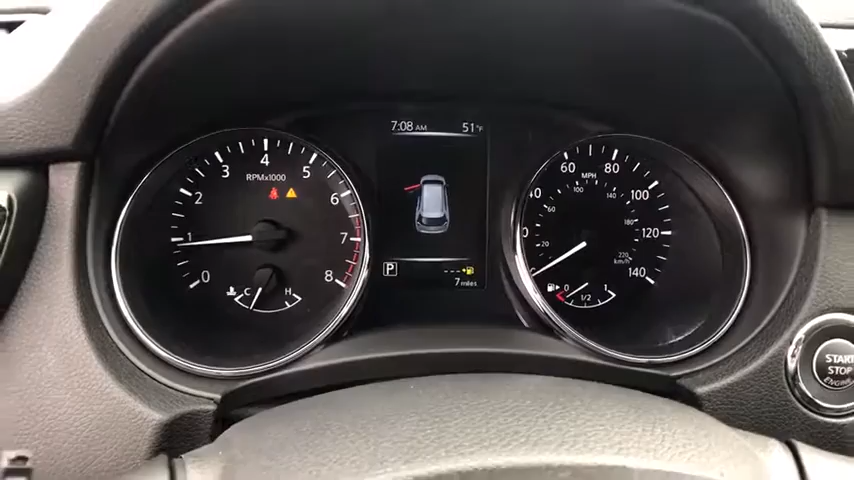 7:08 AM 51°F
0 1 2 3 4 5 6 7 8
RPMx1000
C H
P
7 miles
60 80 100 120 140
MPH
20 60 100 140 180 220
km/h
0 1/2 1
START
STOP
ENGINE